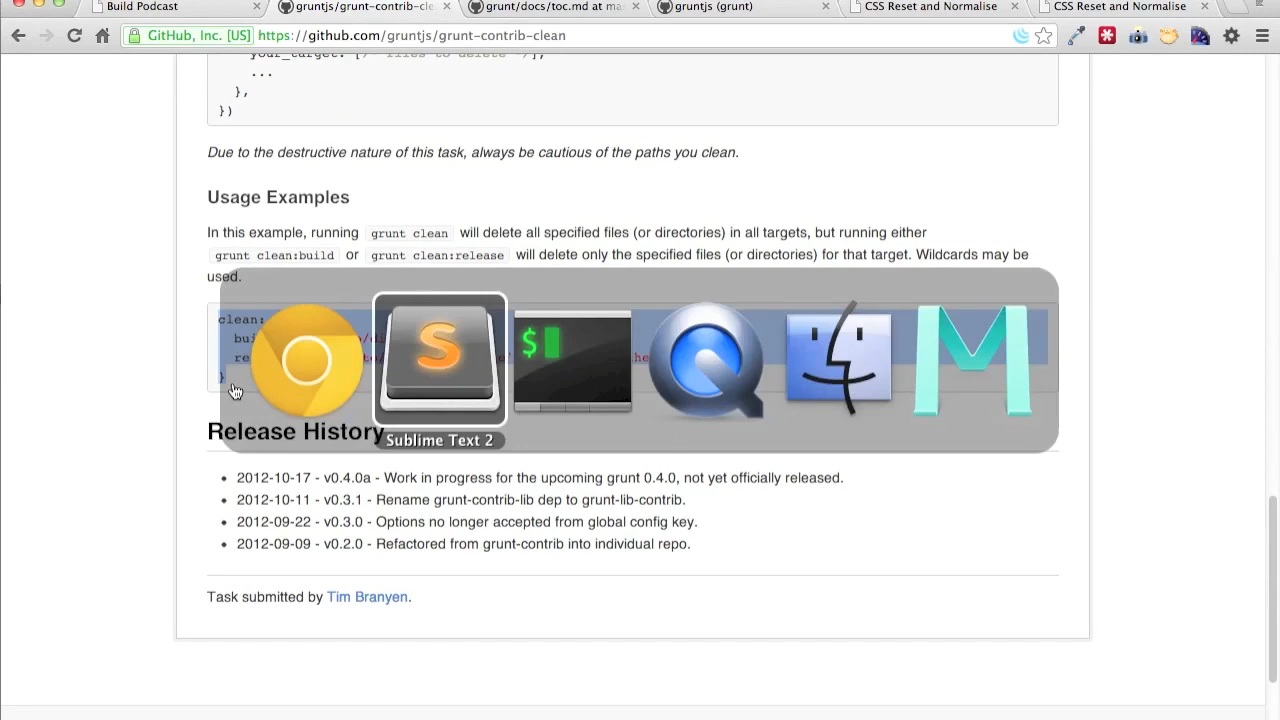 Build Podcast
gruntjs/grunt-contrib-cle
grunt/docs/toc.md at ma
gruntjs (grunt)
CSS Reset and Normalise
CSS Reset and Normalise
GitHub, Inc. [US] https://github.com/gruntjs/grunt-contrib-clean
your_target: [/* files to delete */],
...
},
})
Due to the destructive nature of this task, always be cautious of the paths you clean.
Usage Examples
In this example, running grunt clean will delete all specified files (or directories) in all targets, but running either
grunt clean:build or grunt clean:release will delete only the specified files (or directories) for that target. Wildcards may be
used.
clean:
}
$
S
Sublime Text 2
Release History
2012-10-17 - v0.4.0a - Work in progress for the upcoming grunt 0.4.0, not yet officially released.
2012-10-11 - v0.3.1 - Rename grunt-contrib-lib dep to grunt-lib-contrib.
2012-09-22 - v0.3.0 - Options no longer accepted from global config key.
2012-09-09 - v0.2.0 - Refactored from grunt-contrib into individual repo.
Task submitted by Tim Branyen.